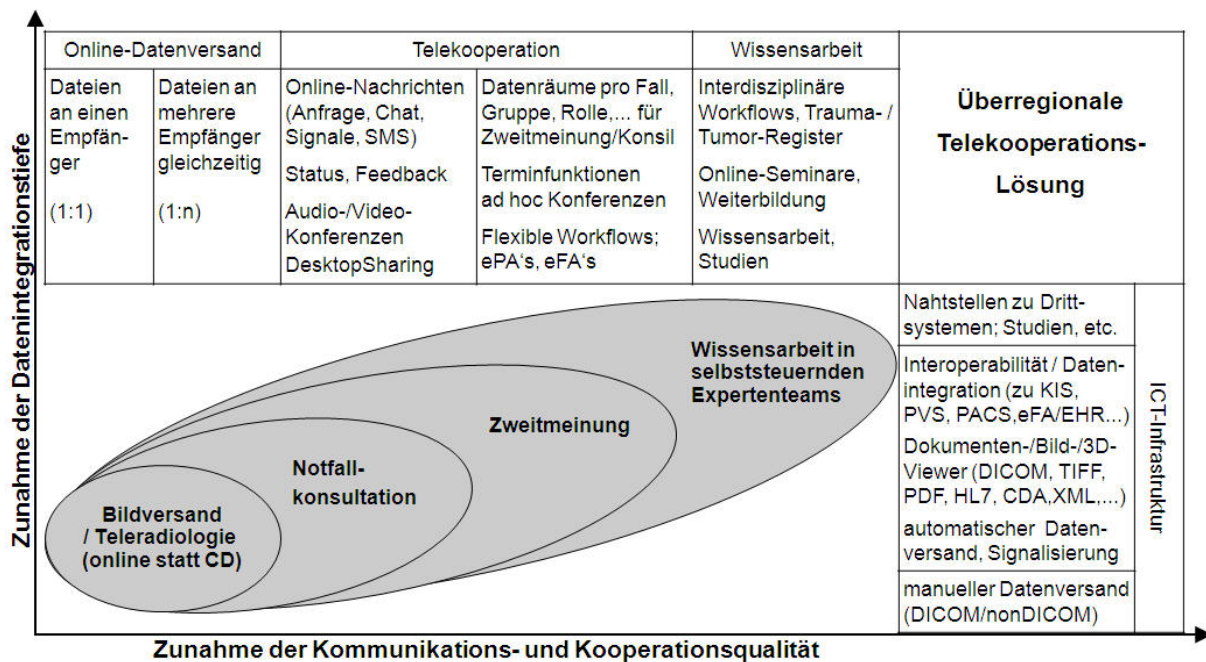 Zunahme der Datenintegrationstiefe
Online-Datenversand
Telekooperation
Wissensarbeit
Dateien
an einen
Empfän-
ger
(1:1)
Dateien an
mehrere
Empfänger
gleichzeitig
(1:n)
Online-Nachrichten
(Anfrage, Chat,
Signale, SMS)
Status, Feedback
Audio-/Video-
Konferenzen
DesktopSharing
Datenräume pro Fall,
Gruppe, Rolle,... für
Zweitmeinung/Konsil
Terminfunktionen
ad hoc Konferenzen
Flexible Workflows;
ePA's, eFA's
Interdisziplinäre
Workflows, Trauma- /
Tumor-Register
Online-Seminare,
Weiterbildung
Wissensarbeit,
Studien
Überregionale
Telekooperations-
Lösung
Bildversand
/ Teleradiologie
(online statt CD)
Notfall-
konsultation
Zweitmeinung
Wissensarbeit in
selbststeuernden
Expertenteams
Nahtstellen zu Dritt-
systemen; Studien, etc.
Interoperabilität / Daten-
integration (zu KIS,
PVS, PACS,eFA/EHR...)
Dokumenten-/Bild-/3D-
Viewer (DICOM, TIFF,
PDF, HL7, CDA,XML,...)
automatischer Daten-
versand, Signalisierung
manueller Datenversand
(DICOM/nonDICOM)
ICT-Infrastruktur
Zunahme der Kommunikations- und Kooperationsqualität